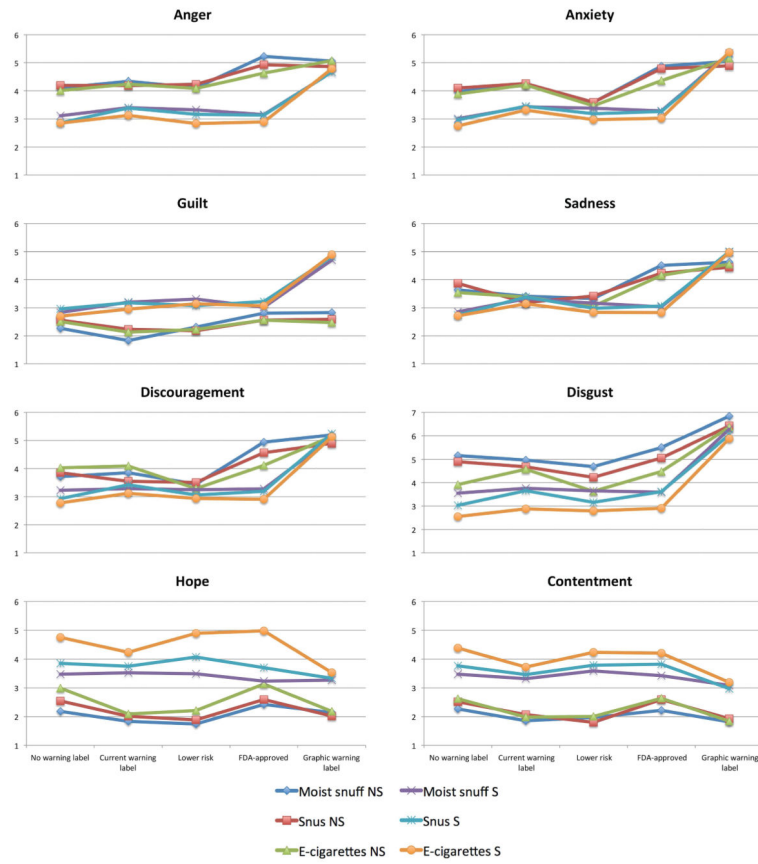 Anger
6
5
4
3
2
1
Anxiety
6
5
4
3
2
1
Guilt
6
5
4
3
2
1
Sadness
6
5
4
3
2
1
Discouragement
6
5
4
3
2
1
Disgust
7
6
5
4
3
2
1
Hope
6
5
4
3
2
1
No warning label
Current warning
label
Lower risk
FDA-approved
Graphic warning
label
Contentment
6
5
4
3
2
1
No warning label
Current warning
label
Lower risk
FDA-approved
Graphic warning
label
Moist snuff NS
Moist snuff S
Snus NS
Snus S
E-cigarettes NS
E-cigarettes S